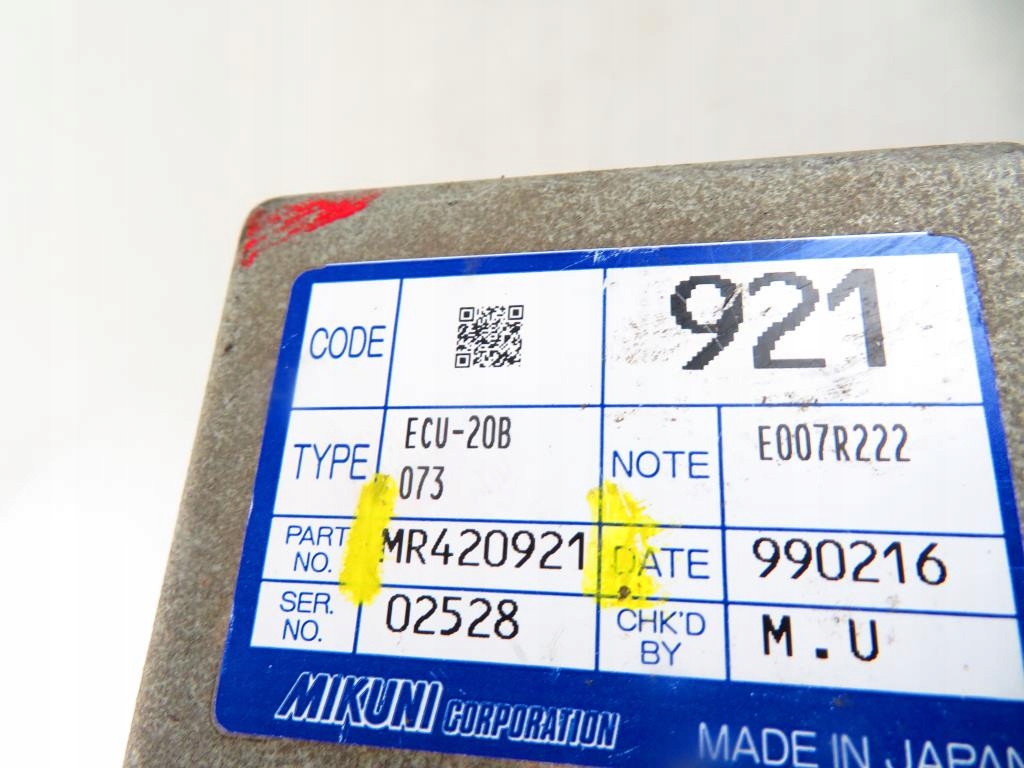 CODE
921
TYPE
ECU-20B
073
NOTE
E007R222
PART
NO.
MR420921
DATE
990216
SER.
NO.
02528
CHK'D
BY
M.U
MIKUNI CORPORATION
MADE IN JAPAN